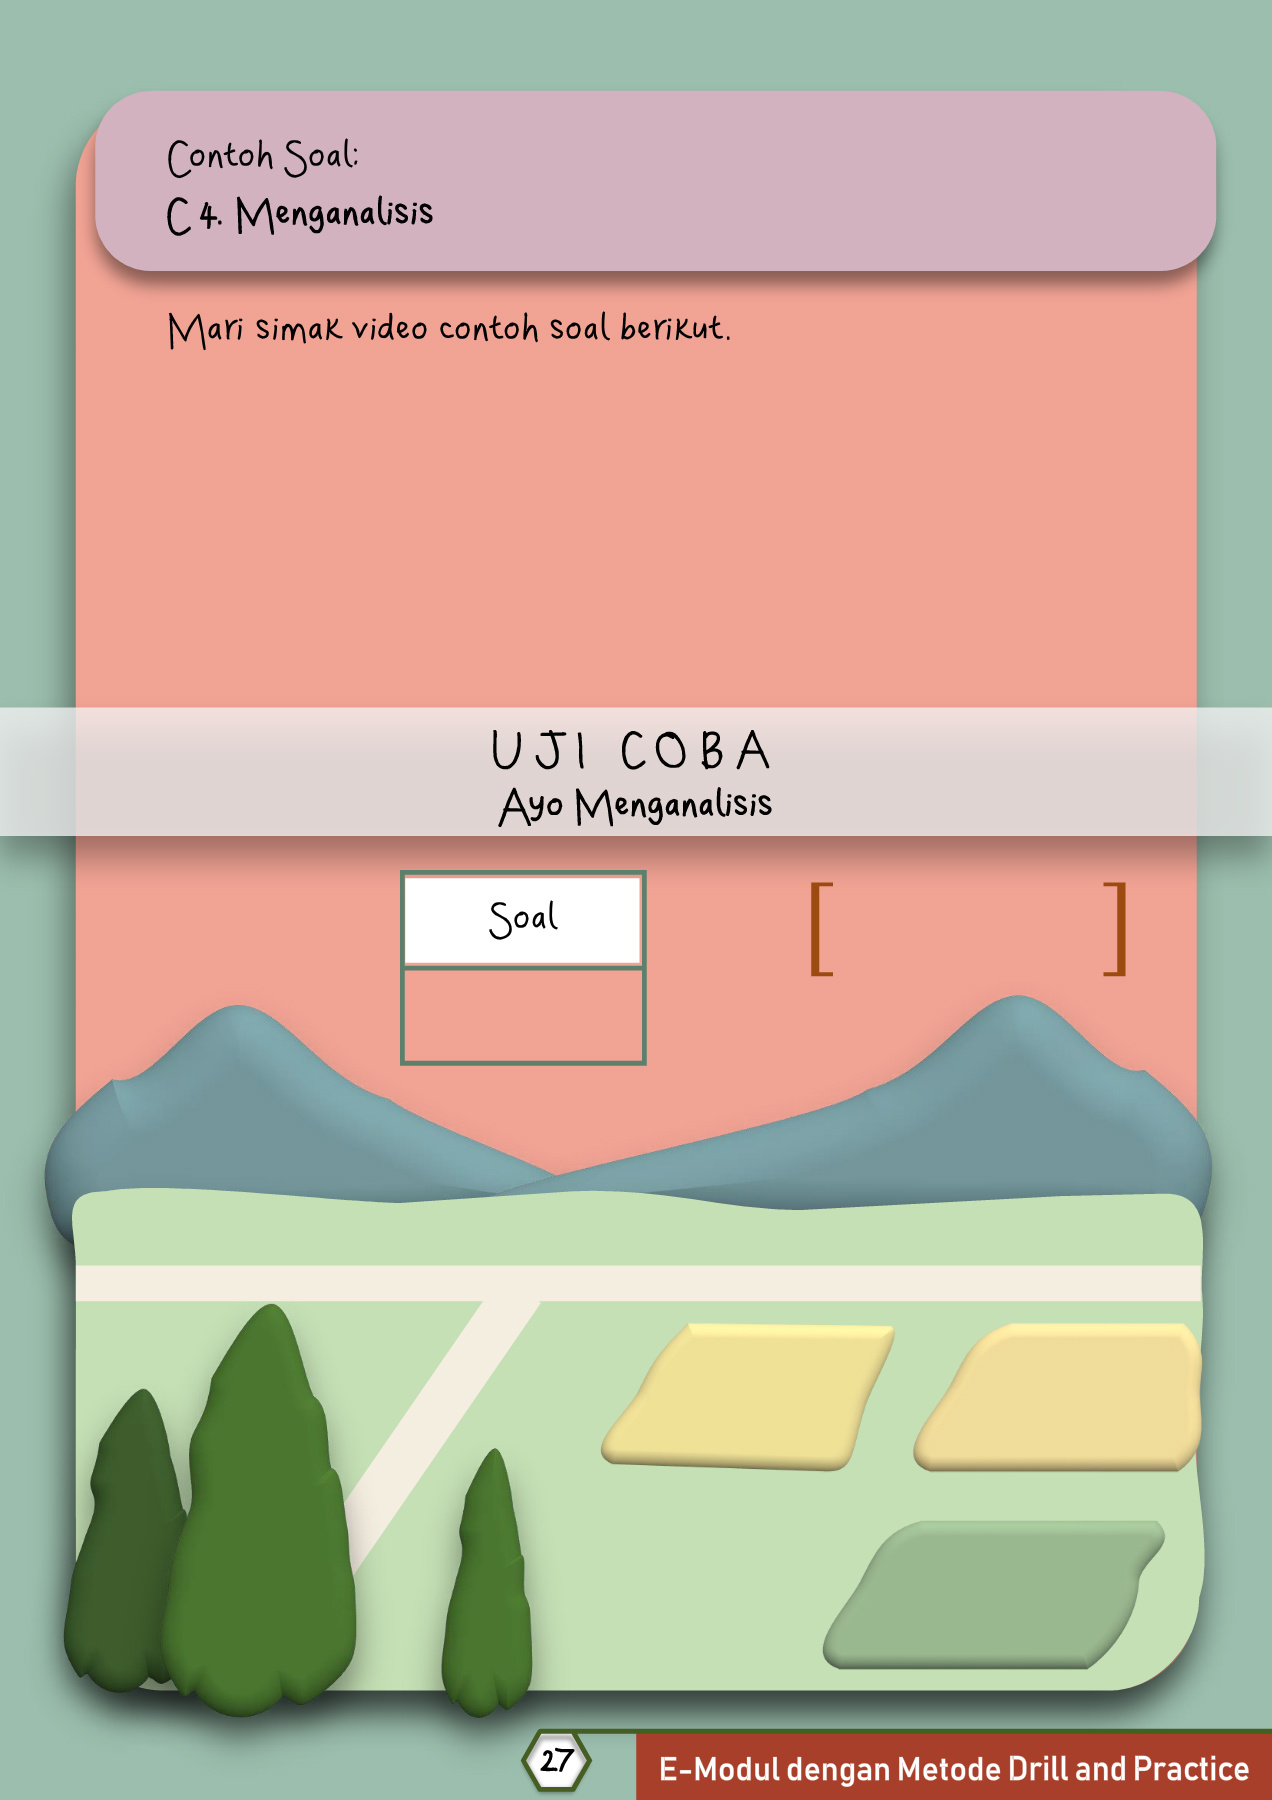 Contoh Soal:
C 4. Menganalisis
Mari simak video contoh soal berikut.
UJI COBA
Ayo Menganalisis
Soal
[ ]
27
E-Modul dengan Metode Drill and Practice